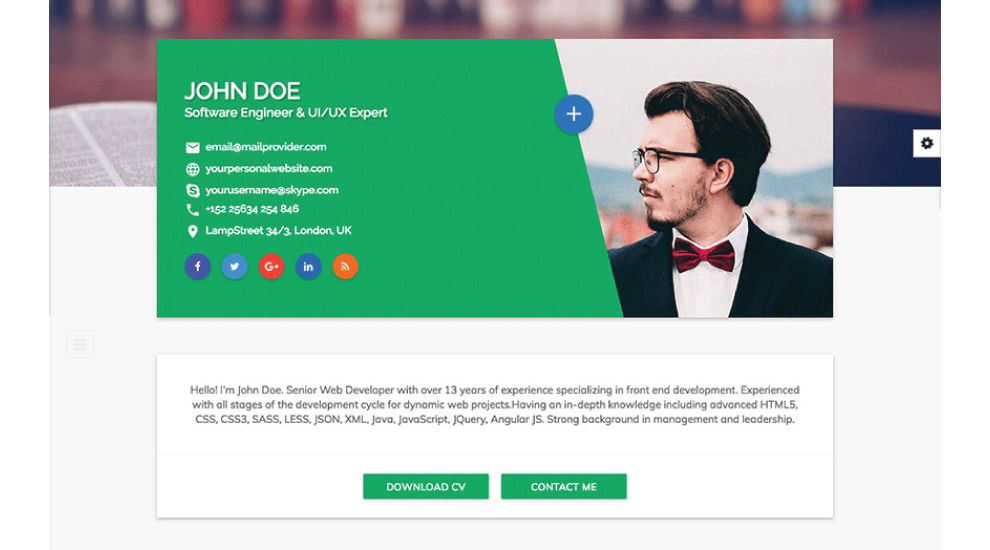 JOHN DOE
Software Engineer & UI/UX Expert
email@mailprovider.com
yourpersonalwebsite.com
yourusername@skype.com
+152 25634 254 846
LampStreet 34/3, London, UK
f
G+
in
Hello! I'm John Doe. Senior Web Developer with over 13 years of experience specializing in front end development. Experienced
with all stages of the development cycle for dynamic web projects.Having an in-depth knowledge including advanced HTML5,
CSS, CSS3, SASS, LESS, JSON, XML, Java, JavaScript, JQuery, Angular JS. Strong background in management and leadership.
DOWNLOAD CV
CONTACT ME